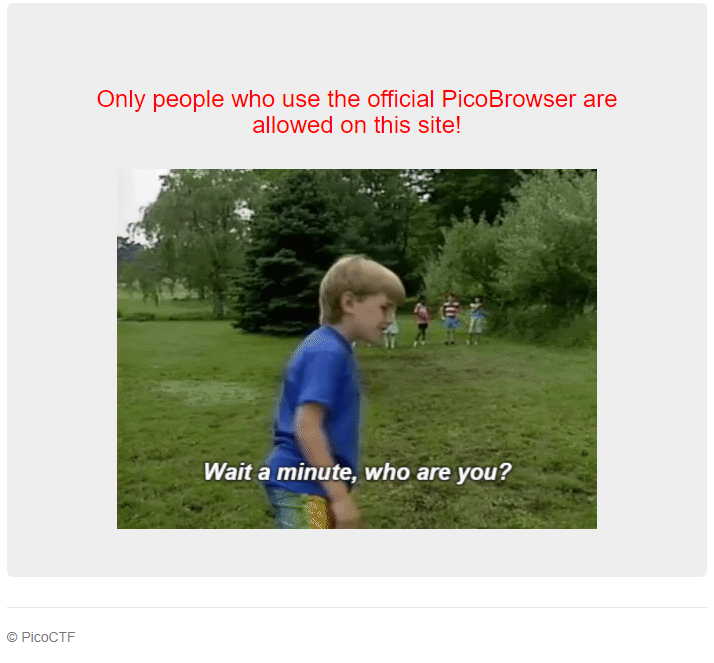 Only people who use the official PicoBrowser are
allowed on this site!
Wait a minute, who are you?
© PicoCTF